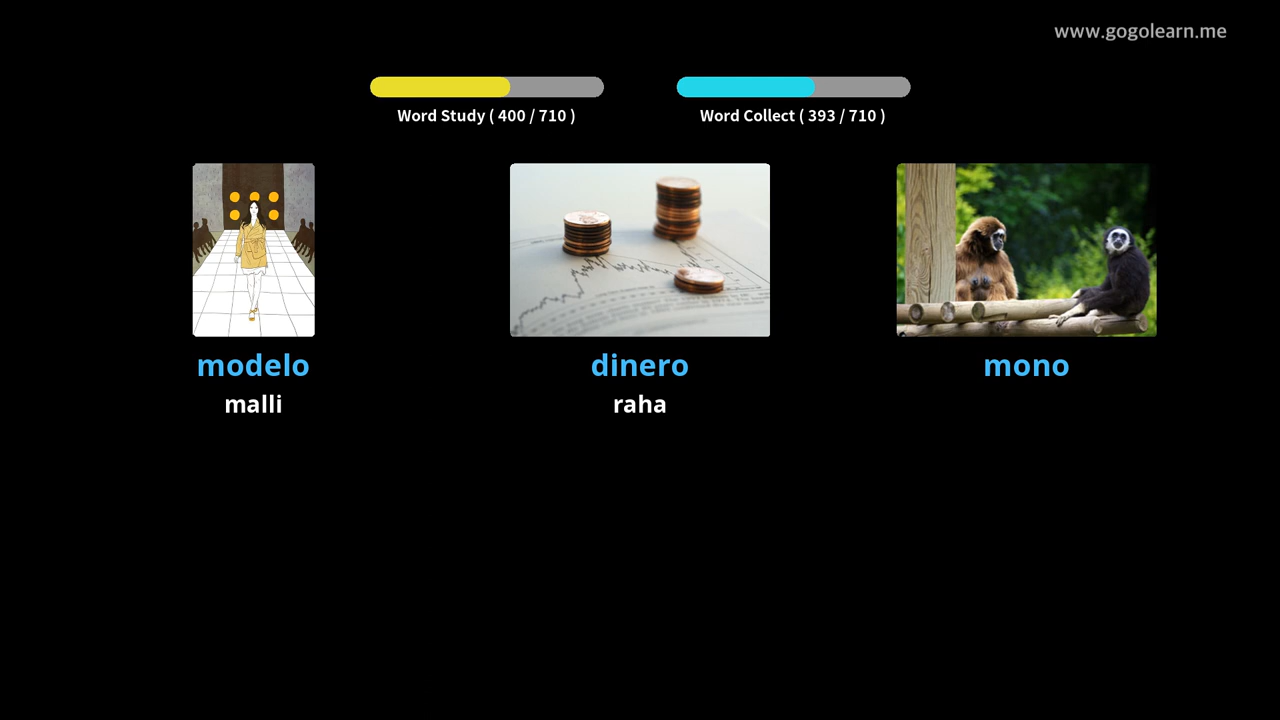 www.gogolearn.me
Word Study ( 400 / 710 )
Word Collect ( 393 / 710 )
modelo
malli
dinero
raha
mono